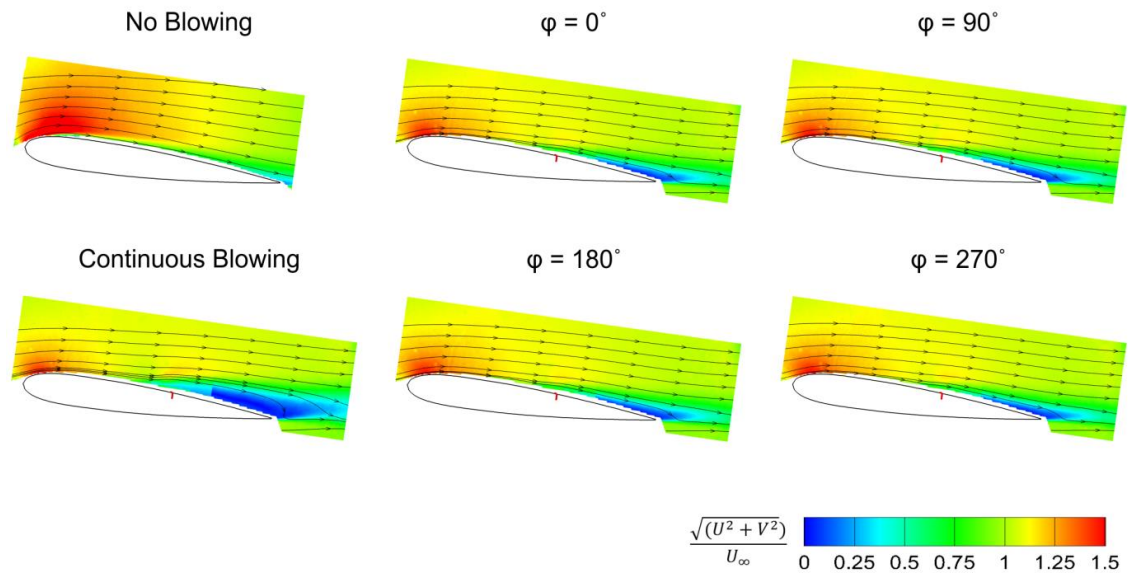 No Blowing
φ = 0°
φ = 90°
Continuous Blowing
φ = 180°
φ = 270°
√(U² + V²)
U∞
0 0.25 0.5 0.75 1 1.25 1.5